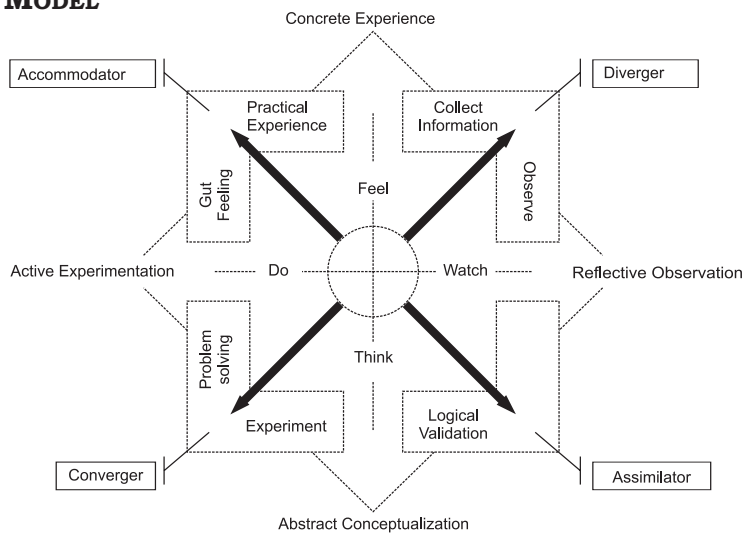 MODEL
Concrete Experience
Accommodator
Diverger
Practical
Experience
Collect
Information
Gut
Feeling
Feel
Observe
Active Experimentation
Do
Watch
Reflective Observation
Problem
solving
Think
Experiment
Logical
Validation
Converger
Assimilator
Abstract Conceptualization